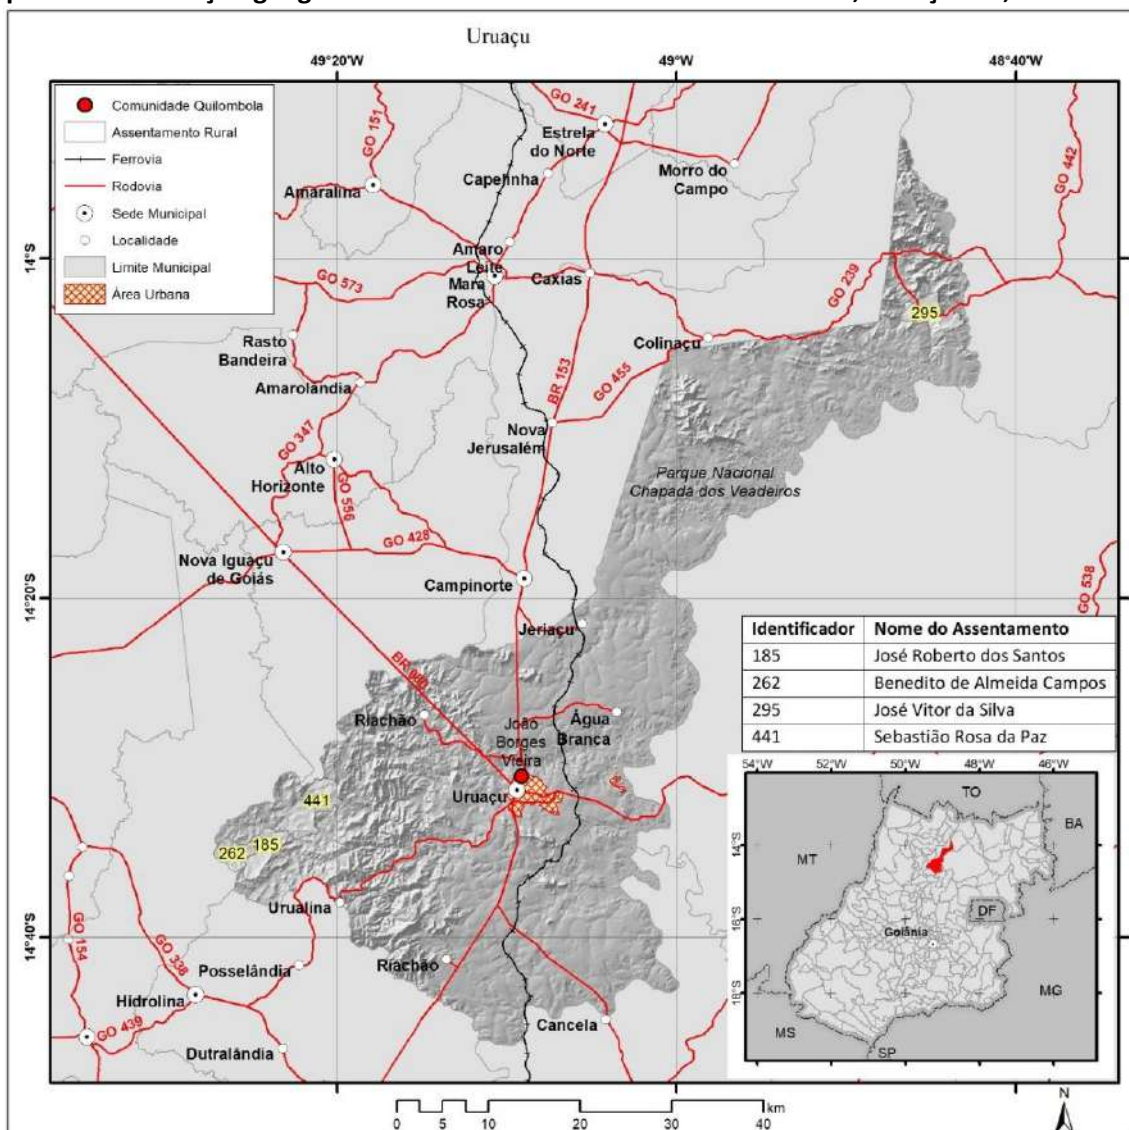 Uruaçu
49°20'W
49°W
48°40'W
Comunidade Quilombola
Assentamento Rural
Ferrovia
Rodovia
Sede Municipal
Localidade
Limite Municipal
Área Urbana
GO 151
GO 241
Estrela
do Norte
Capelinha
Morro do
Campo
GO 442
Amaralina
14°S
Amaro
Leite
Mara
Rosa
Caxias
GO 573
GO 239
295
Rasto
Bandeira
Colinaçu
Amarolândia
BR 153
GO 455
GO 347
Nova
Jerusalém
Alto
Horizonte
GO 556
Parque Nacional
Chapada dos Veadeiros
GO 428
Nova Iguaçu
de Goiás
Campinorte
GO 538
14°20'S
Jeriaçu
Identificador Nome do Assentamento
185 José Roberto dos Santos
262 Benedito de Almeida Campos
295 José Vitor da Silva
441 Sebastião Rosa da Paz
Riachão
João
Borges
Vieira
Água
Branca
Uruaçu
441
185
262
Urualina
14°40'S
GO 154
GO 338
Posselândia
Riachão
Hidrolina
GO 439
Cancela
Dutralândia
54°W
52°W
50°W
48°W
46°W
TO
BA
MT
14°S
DF
16°S
Goiânia
MG
18°S
MS
SP
N
km
0 5 10 20 30 40